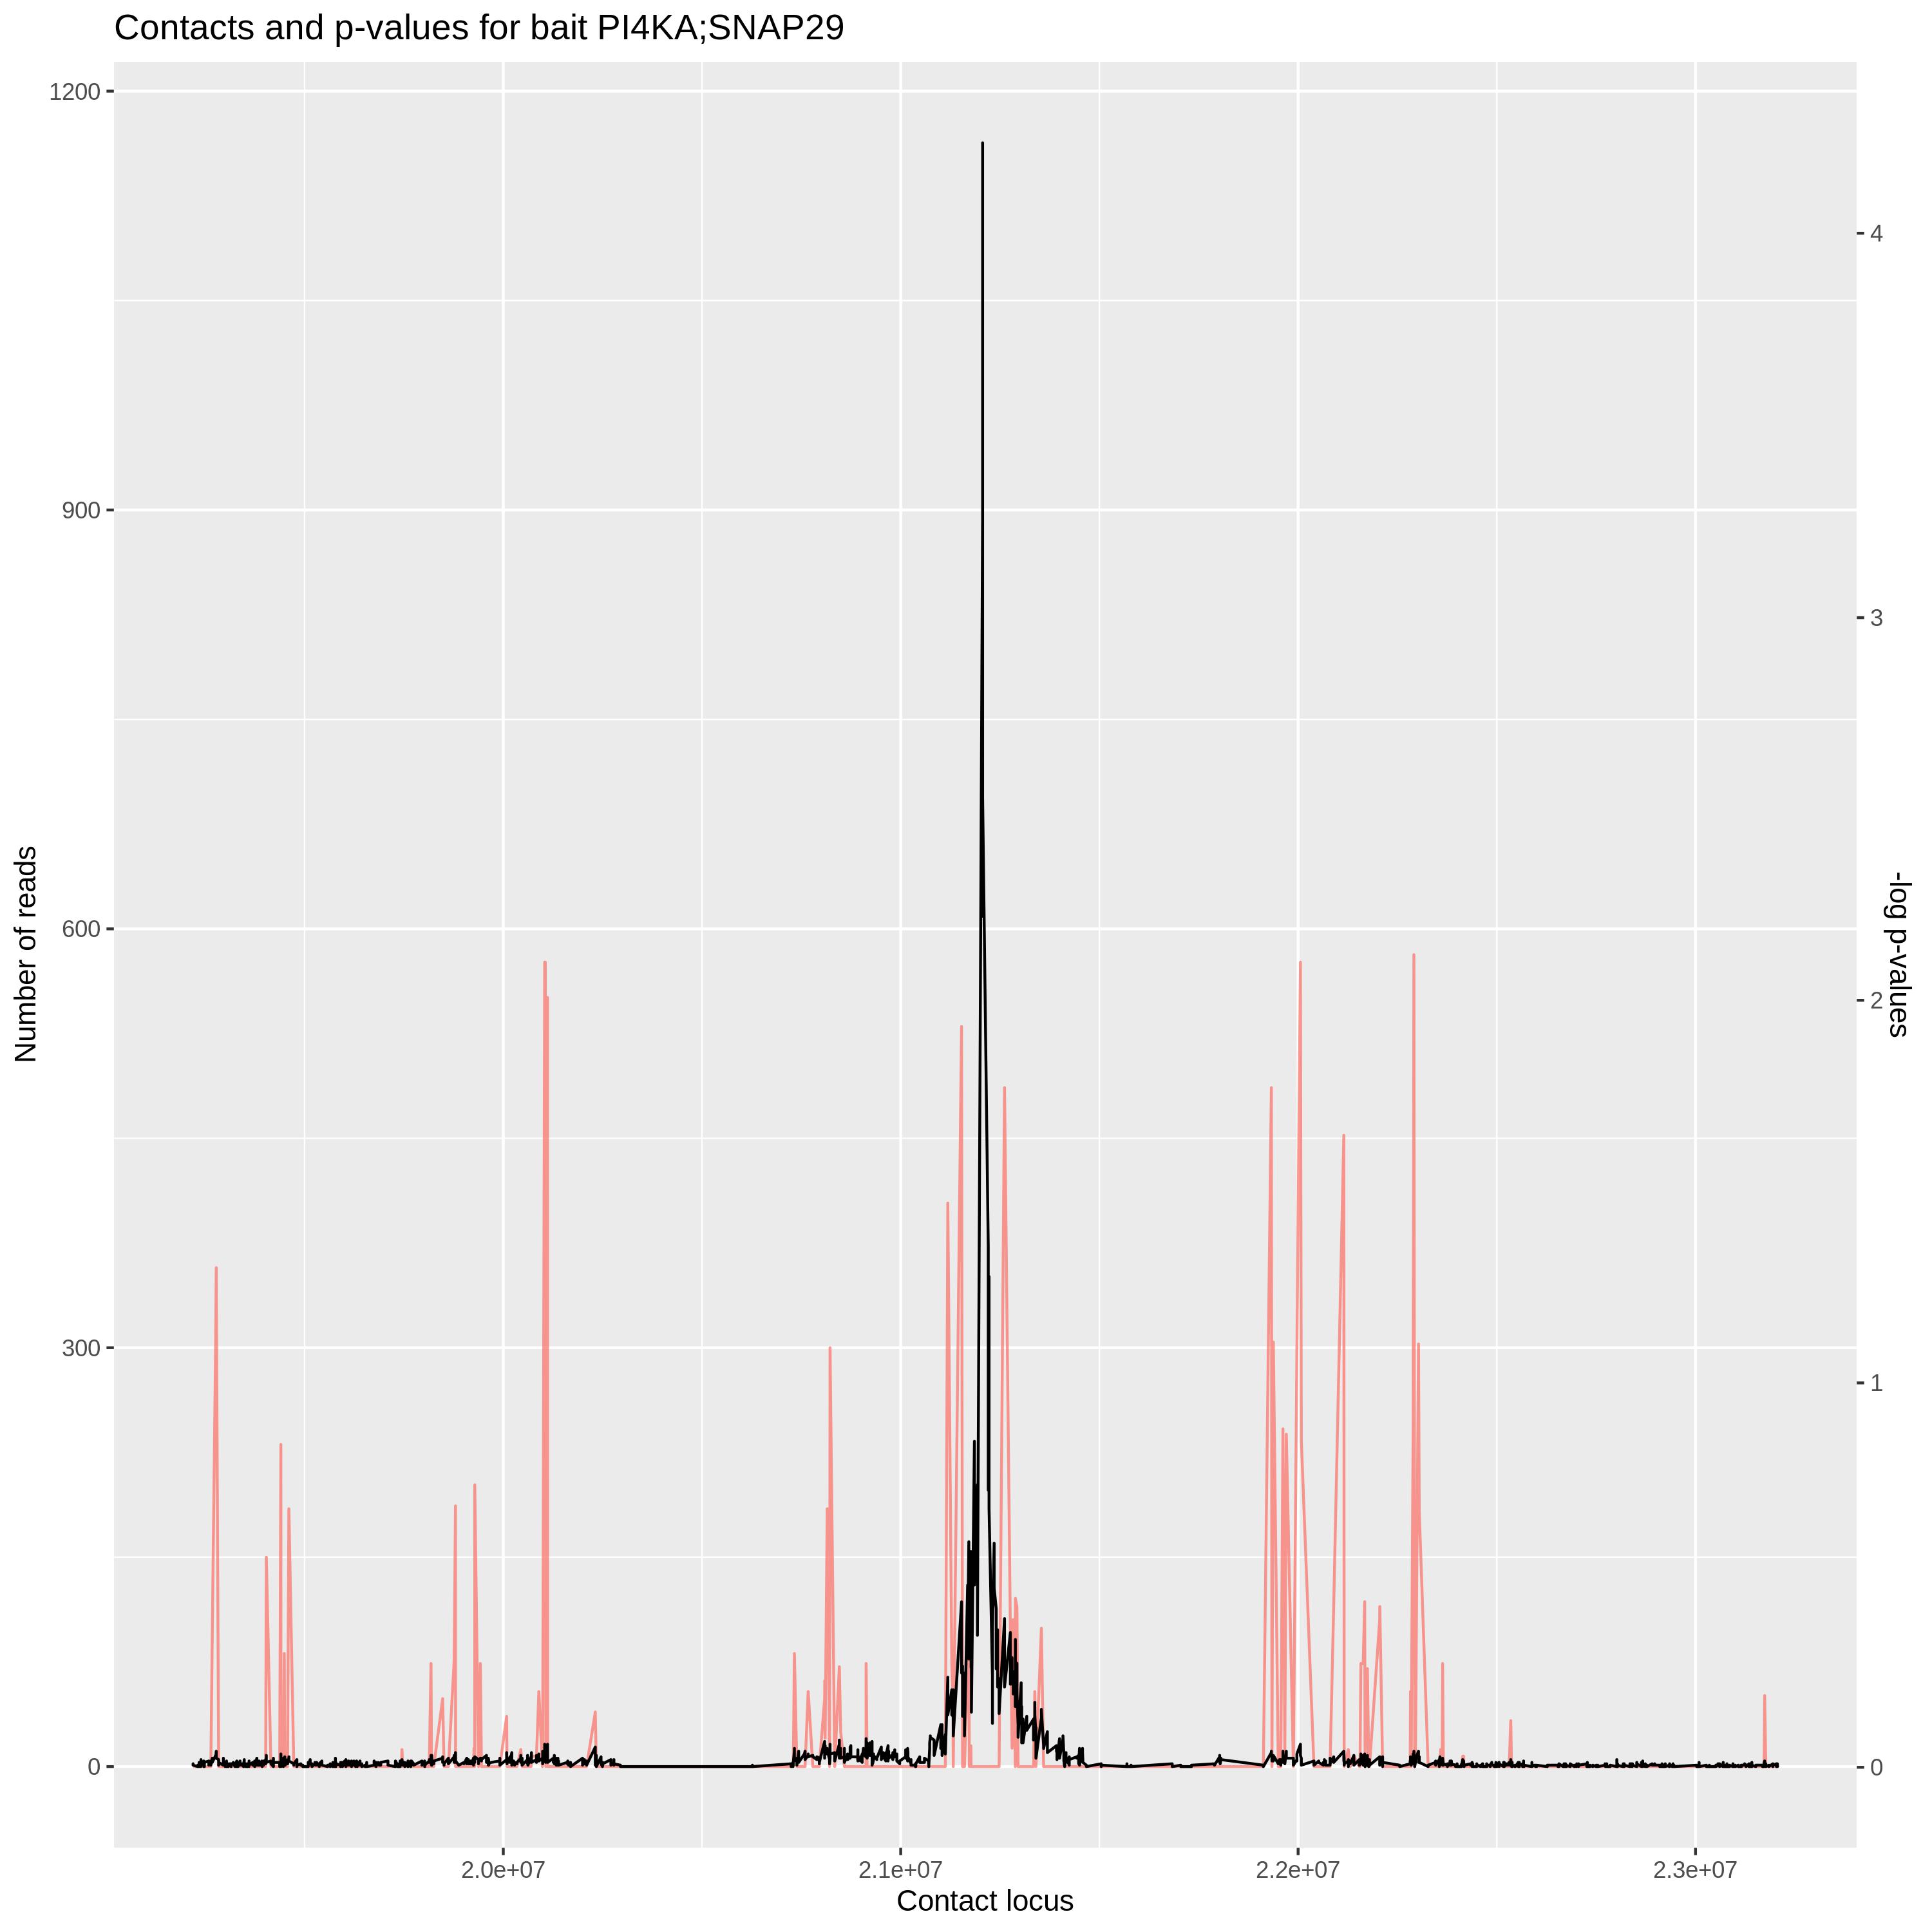 Contacts and p-values for bait PI4KA;SNAP29
1200
900
600
300
0
Number of reads
4
3
2
1
0
-log p-values
2.0e+07
2.1e+07
2.2e+07
2.3e+07
Contact locus